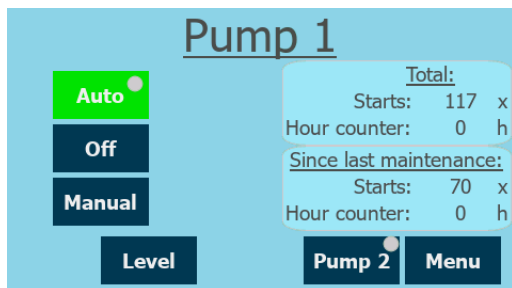 Pump 1
Auto
Off
Manual
Total:
Starts: 117 x
Hour counter: 0 h
Since last maintenance:
Starts: 70 x
Hour counter: 0 h
Level
Pump 2
Menu